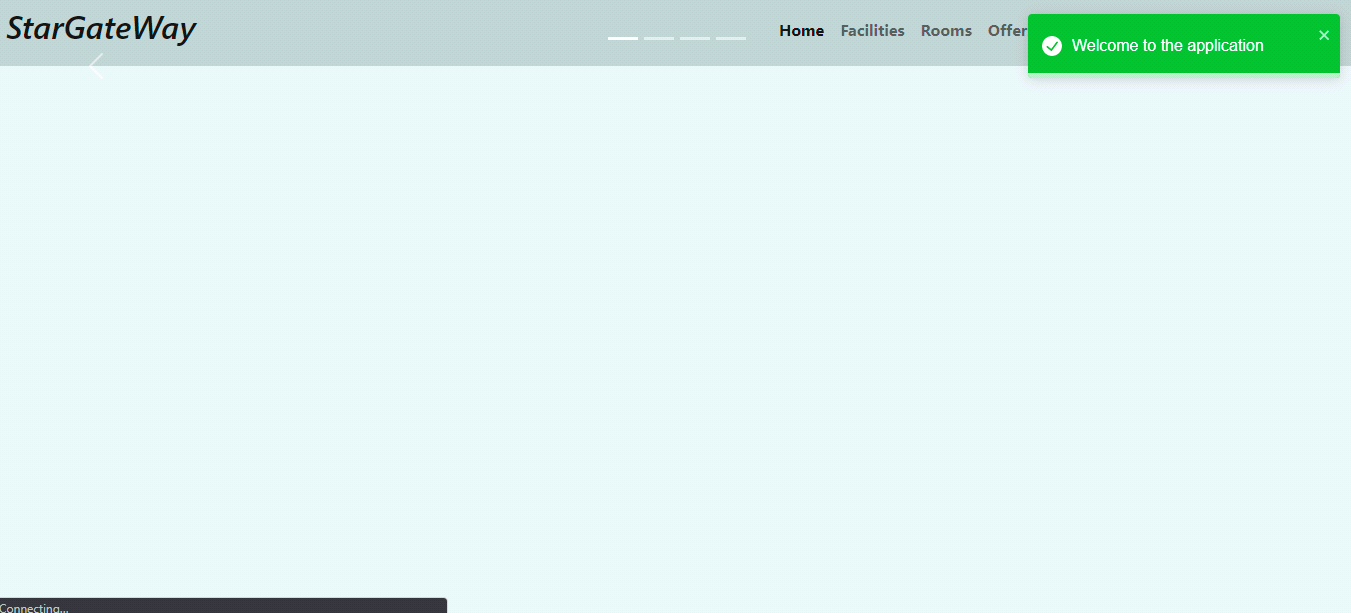 StarGateWay
Home Facilities Rooms Offer
Welcome to the application
Connecting...